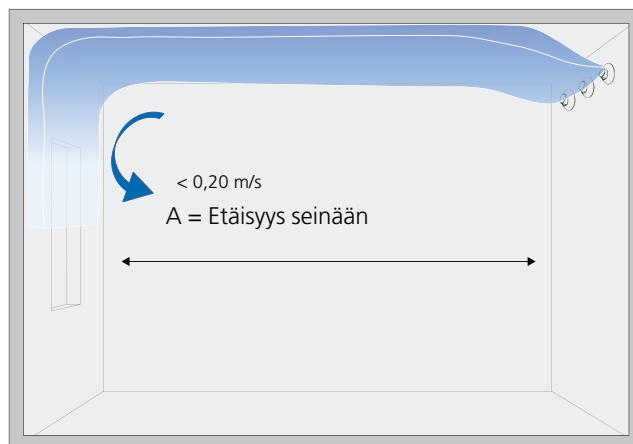 < 0,20 m/s
A = Etäisyys seinään